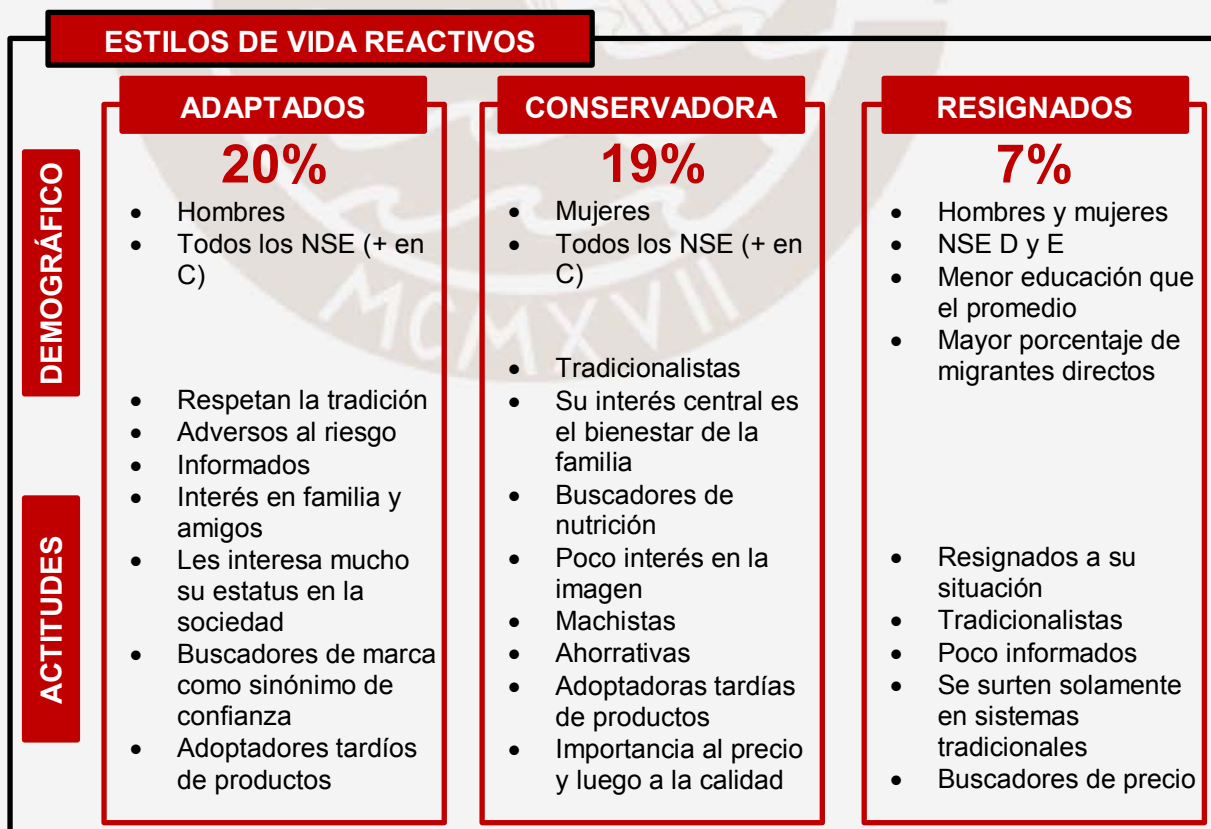 ESTILOS DE VIDA REACTIVOS
DEMOGRÁFICO
ACTITUDES
ADAPTADOS
20%
• Hombres
• Todos los NSE (+ en
C)
• Respetan la tradición
• Adversos al riesgo
• Informados
• Interés en familia y
amigos
• Les interesa mucho
su estatus en la
sociedad
• Buscadores de marca
como sinónimo de
confianza
• Adoptadores tardíos
de productos
CONSERVADORA
19%
• Mujeres
• Todos los NSE (+ en
C)
• Tradicionalistas
• Su interés central es
el bienestar de la
familia
• Buscadores de
nutrición
• Poco interés en la
imagen
• Machistas
• Ahorrativas
• Adoptadoras tardías
de productos
• Importancia al precio
y luego a la calidad
RESIGNADOS
7%
• Hombres y mujeres
• NSE D y E
• Menor educación que
el promedio
• Mayor porcentaje de
migrantes directos
• Resignados a su
situación
• Tradicionalistas
• Poco informados
• Se surten solamente
en sistemas
tradicionales
• Buscadores de precio
MCMXVII